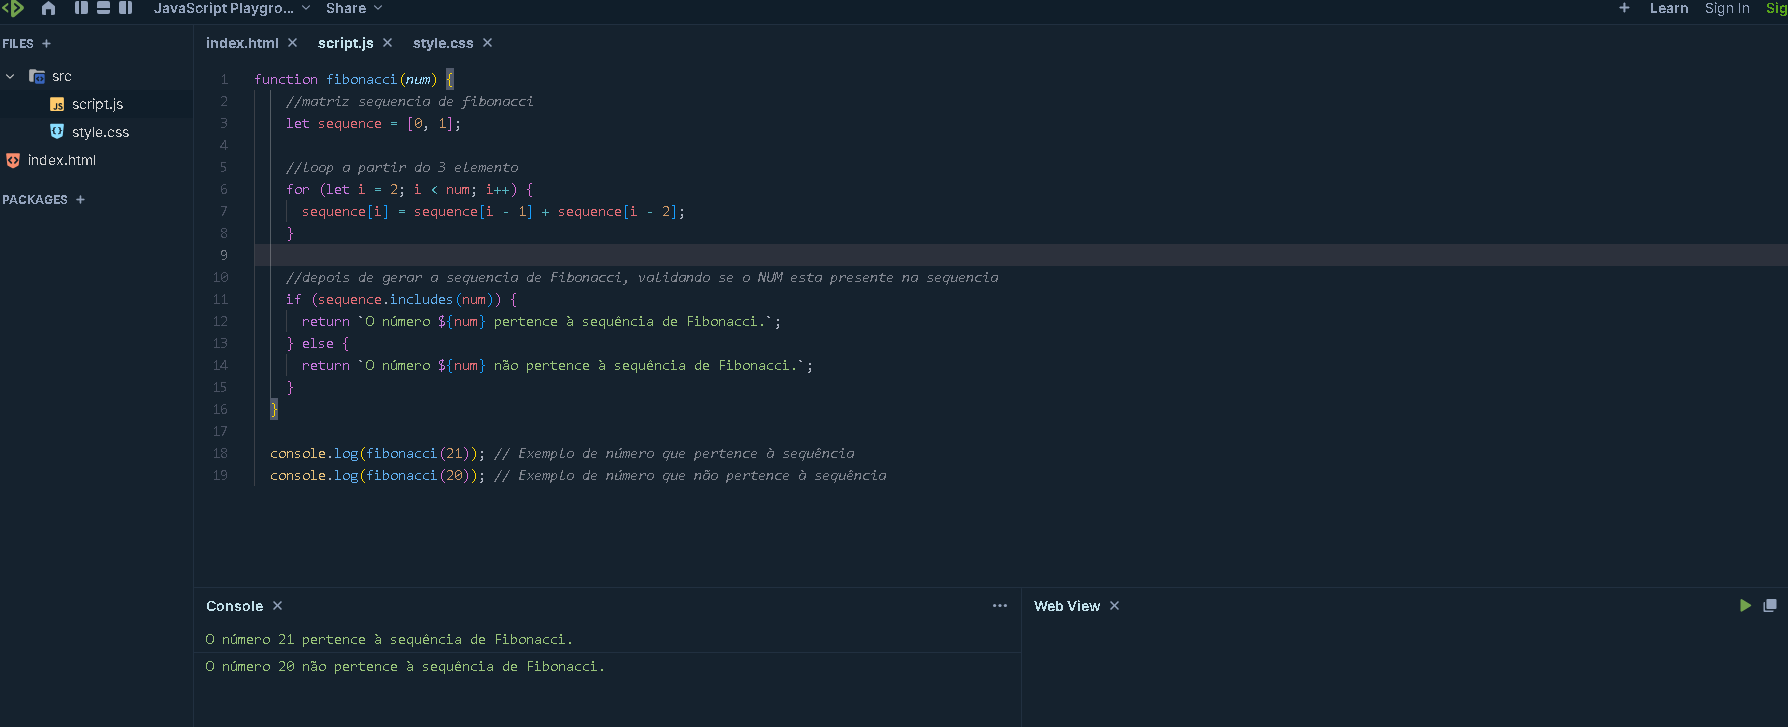 JavaScript Playgro... Share + Learn Sign In Sig
FILES +
src
script.js
style.css
index.html
PACKAGES +
index.html × script.js × style.css ×
1 function fibonacci(num) {
2 //matriz sequencia de fibonacci
3 let sequence = [0, 1];
4
5 //loop a partir do 3 elemento
6 for (let i = 2; i < num; i++) {
7 sequence[i] = sequence[i - 1] + sequence[i - 2];
8 }
9
10 //depois de gerar a sequencia de Fibonacci, validando se o NUM esta presente na sequencia
11 if (sequence.includes(num)) {
12 return `O número ${num} pertence à sequência de Fibonacci.`;
13 } else {
14 return `O número ${num} não pertence à sequência de Fibonacci.`;
15 }
16 }
17
18 console.log(fibonacci(21)); // Exemplo de número que pertence à sequência
19 console.log(fibonacci(20)); // Exemplo de número que não pertence à sequência
Console ×
O número 21 pertence à sequência de Fibonacci.
O número 20 não pertence à sequência de Fibonacci.
Web View ×